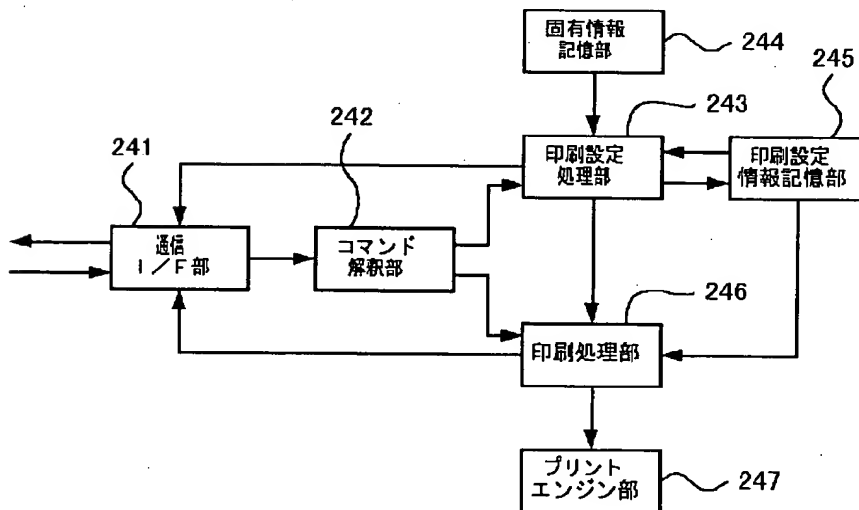 固有情報
記憶部
244
245
243
242
印刷設定
処理部
印刷設定
情報記憶部
241
通信
I/F部
コマンド
解釈部
246
印刷処理部
プリント
エンジン部
247